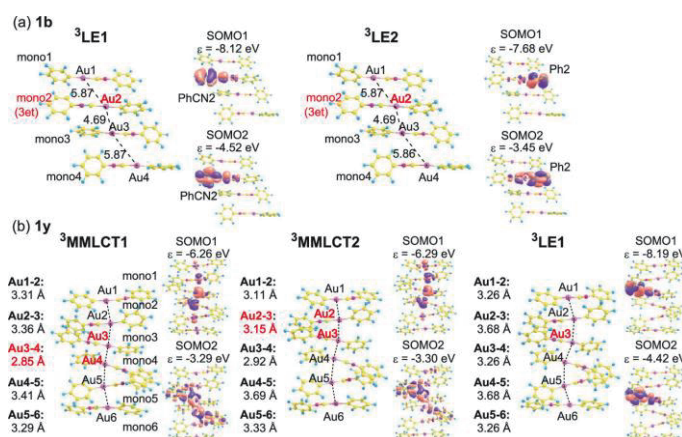 (a) 1b
³LE1
mono1
Au1
5.87
mono2
(3et)
Au2
4.69
mono3
Au3
5.87
mono4
Au4
SOMO1
ε = -8.12 eV
PhCN2
SOMO2
ε = -4.52 eV
PhCN2
³LE2
mono1
Au1
5.87
mono2
(3et)
Au2
4.69
mono3
Au3
5.86
mono4
Au4
SOMO1
ε = -7.68 eV
Ph2
SOMO2
ε = -3.45 eV
Ph2
(b) 1y
³MMLCT1
Au1-2:
3.31 Å
Au2-3:
3.36 Å
Au3-4:
2.85 Å
Au4-5:
3.41 Å
Au5-6:
3.29 Å
mono1
Au1
mono2
Au2
Au3
mono3
mono4
Au4
Au5
mono5
Au6
mono6
SOMO1
ε = -6.26 eV
SOMO2
ε = -3.29 eV
³MMLCT2
Au1-2:
3.11 Å
Au2-3:
3.15 Å
Au3-4:
2.92 Å
Au4-5:
3.69 Å
Au5-6:
3.33 Å
Au1
Au2
Au3
Au4
Au5
Au6
SOMO1
ε = -6.29 eV
SOMO2
ε = -3.30 eV
³LE1
Au1-2:
3.26 Å
Au2-3:
3.68 Å
Au3-4:
3.26 Å
Au4-5:
3.68 Å
Au5-6:
3.26 Å
Au1
Au2
Au3
Au4
Au5
Au6
SOMO1
ε = -8.19 eV
SOMO2
ε = -4.42 eV